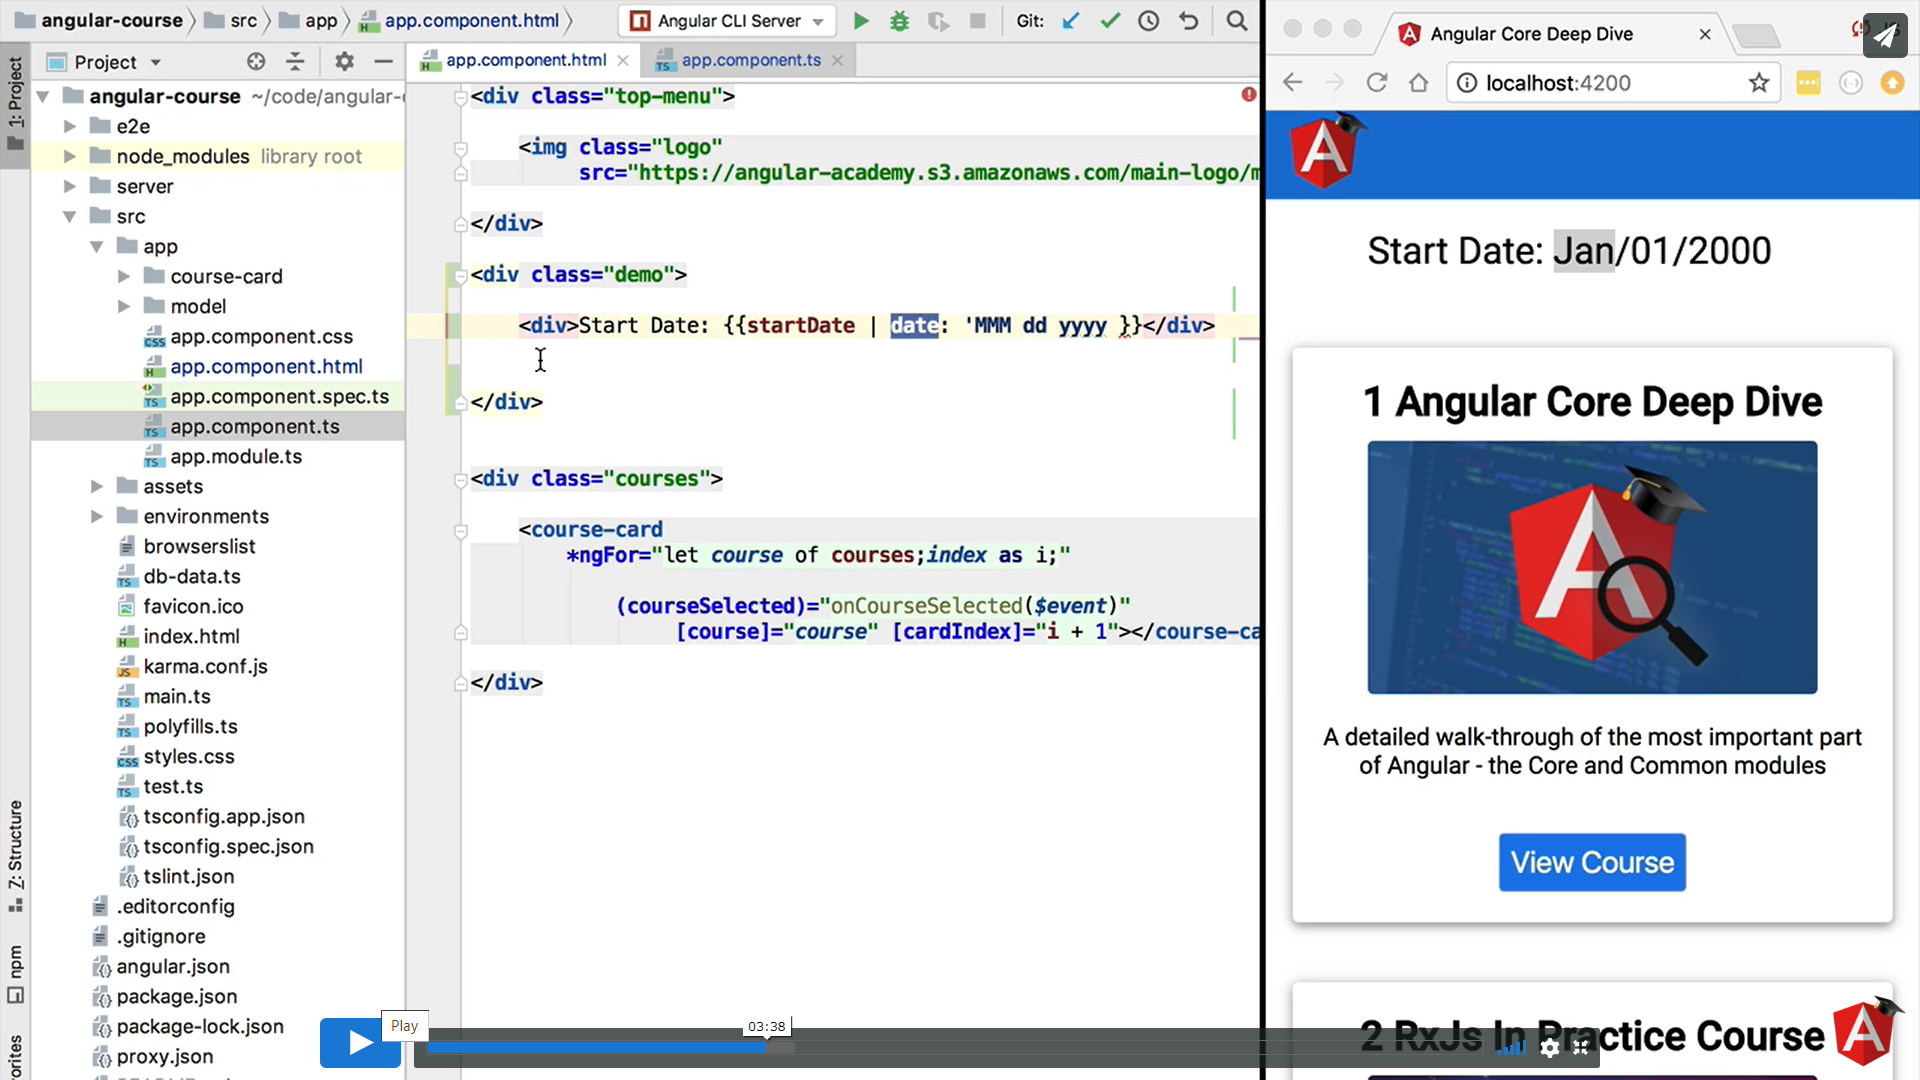 angular-course src app app.component.html Angular CLI Server Git:
Project
app.component.html app.component.ts
1: Project
Z: Structure
npm
angular-course ~/code/angular-
e2e
node_modules library root
server
src
app
course-card
model
app.component.css
app.component.html
app.component.spec.ts
app.component.ts
app.module.ts
assets
environments
browserslist
db-data.ts
favicon.ico
index.html
karma.conf.js
main.ts
polyfills.ts
styles.css
test.ts
tsconfig.app.json
tsconfig.spec.json
tslint.json
.editorconfig
.gitignore
angular.json
package.json
package-lock.json
proxy.json
<div class="top-menu">
<img class="logo"
src="https://angular-academy.s3.amazonaws.com/main-logo/m
</div>
<div class="demo">
<div>Start Date: {{startDate | date: 'MMM dd yyyy }}</div>
</div>
<div class="courses">
<course-card
*ngFor="let course of courses;index as i;"
(courseSelected)="onCourseSelected($event)"
[course]="course" [cardIndex]="i + 1"></course-ca
</div>
Play
03:38
Angular Core Deep Dive
localhost:4200
Start Date: Jan/01/2000
1 Angular Core Deep Dive
A detailed walk-through of the most important part
of Angular - the Core and Common modules
View Course
2 RxJs In Practice Course